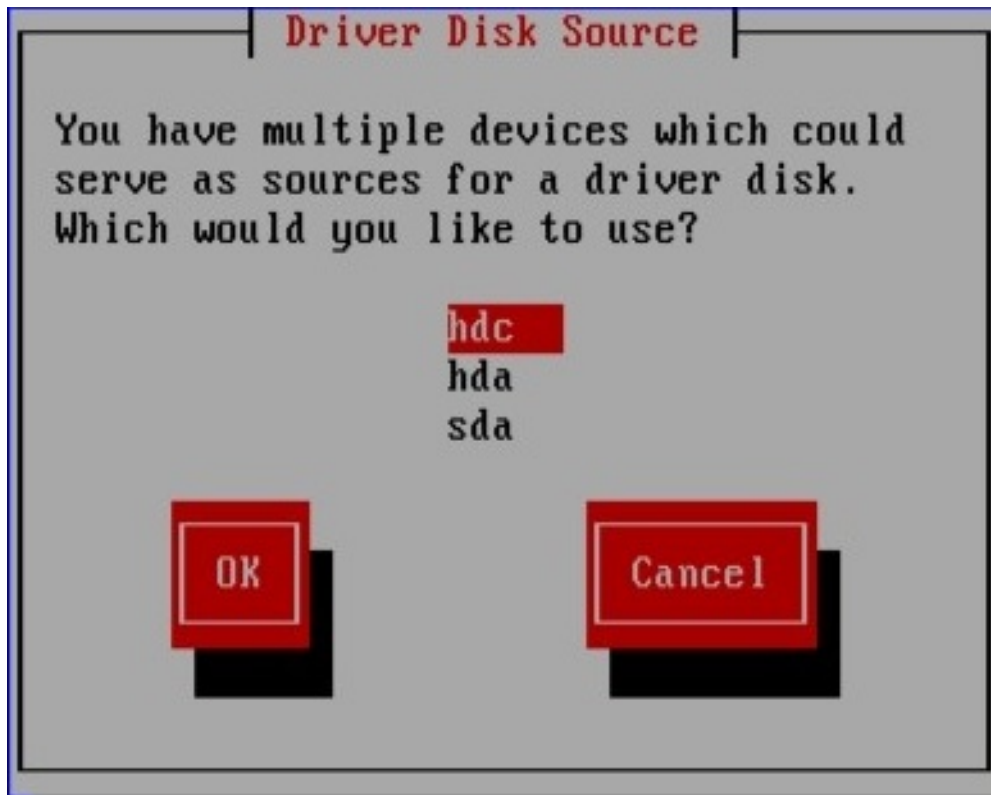 Driver Disk Source
You have multiple devices which could
serve as sources for a driver disk.
Which would you like to use?
hdc
hda
sda
OK Cancel